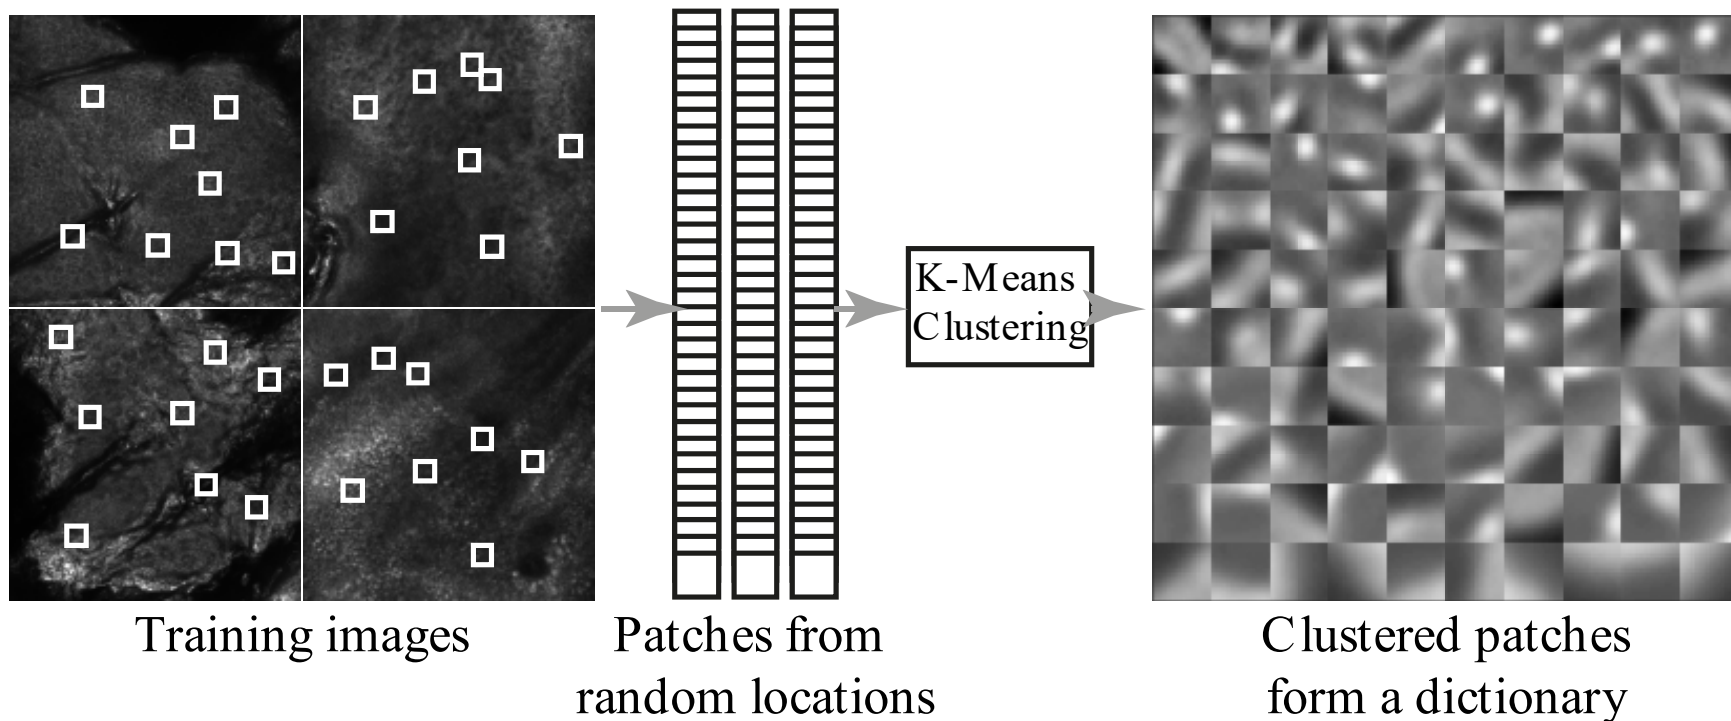 K-Means
Clustering
Training images
Patches from
random locations
Clustered patches
form a dictionary